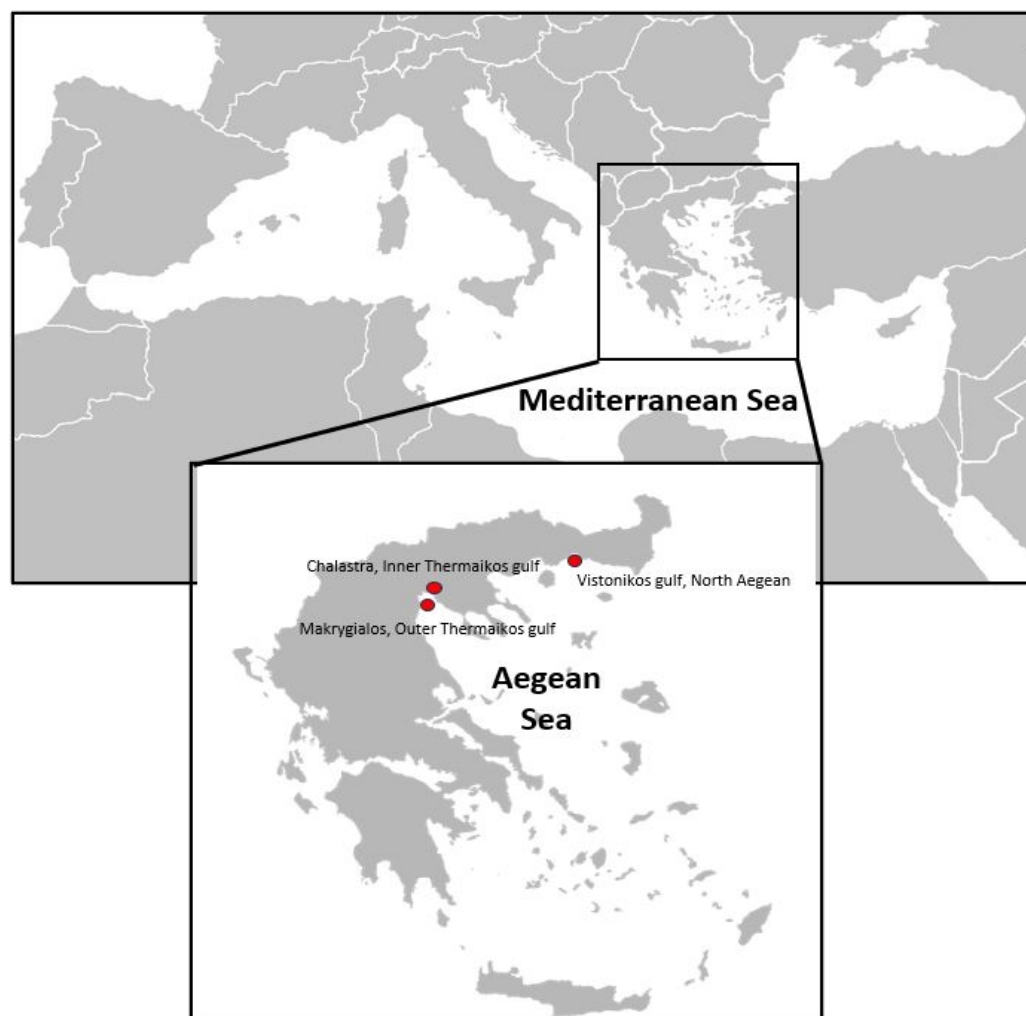 Mediterranean Sea
Chalastra, Inner Thermaikos gulf
Vistonikos gulf, North Aegean
Makrygialos, Outer Thermaikos gulf
Aegean
Sea